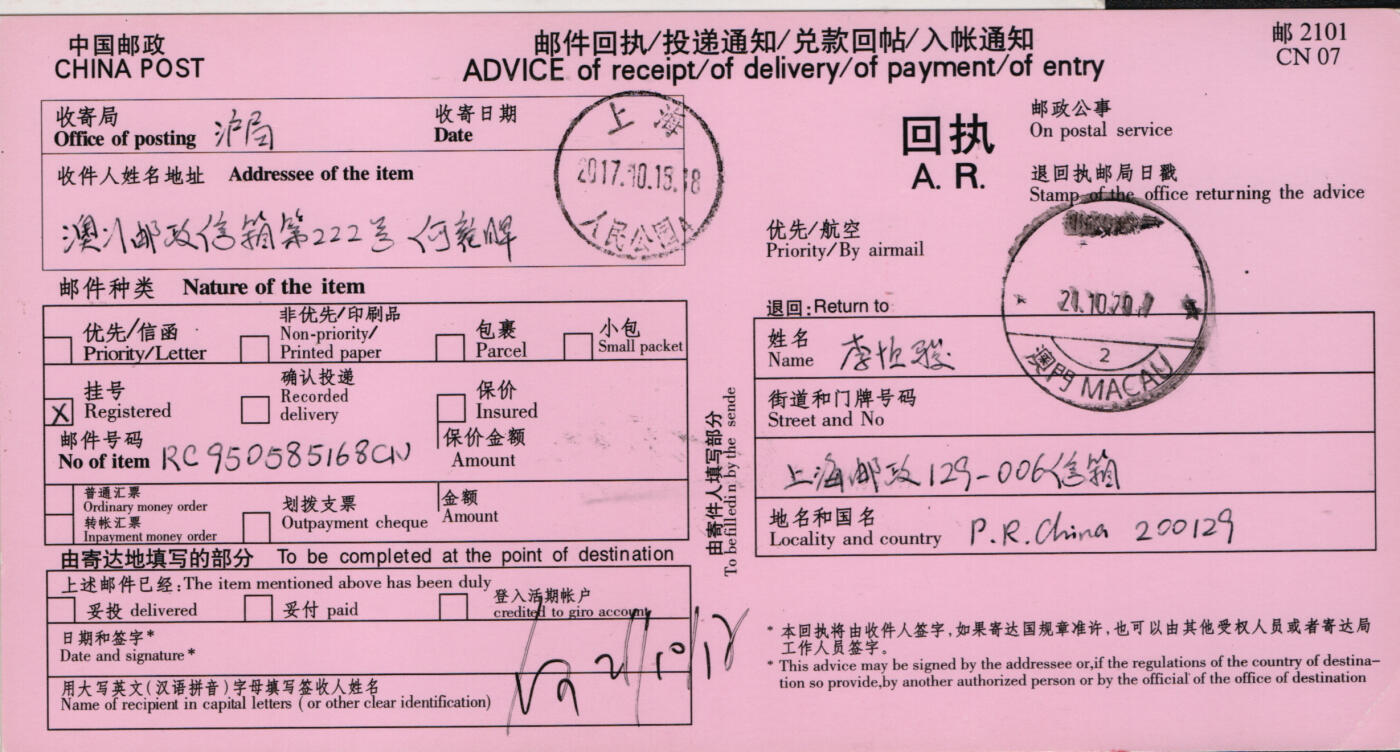 中国邮政
CHINA POST
邮件回执/投递通知/兑款回帖/入帐通知
ADVICE of receipt/of delivery/of payment/of entry
邮 2101
CN 07
收寄局
Office of posting 沪局
收寄日期
Date
上海
2017.10.15.18
人民公园
收件人姓名地址 Addressee of the item
邮政信箱第222号 何
邮件种类 Nature of the item
优先/信函
Priority/Letter
非优先/印刷品
Non-priority/
Printed paper
包裹
Parcel
小包
Small packet
挂号
X Registered
确认投递
Recorded
delivery
保价
Insured
邮件号码
No of item RC950585168CN
保价金额
Amount
普通汇票
Ordinary money order
转帐汇票
Inpayment money order
划拨支票
Outpayment cheque
金额
Amount
由寄达地填写的部分 To be completed at the point of destination
上述邮件已经:The item mentioned above has been duly
妥投 delivered
妥付 paid
登入活期帐户
credited to giro account
日期和签字*
Date and signature*
21/10/17
用大写英文(汉语拼音)字母填写签收人姓名
Name of recipient in capital letters (or other clear identification)
由寄件人填写部分
To befilledin by the sende
回执
A. R.
邮政公事
On postal service
退回执邮局日戳
Stamp of the office returning the advice
优先/航空
Priority/By airmail
21.10.20
2
澳門 MACAU
退回:Return to
姓名
Name 李恒骏
街道和门牌号码
Street and No
上海邮政129-006信箱
地名和国名
Locality and country P.R.China 200129
* 本回执将由收件人签字,如果寄达国规章准许,也可以由其他受权人员或者寄达局
工作人员签字。
* This advice may be signed by the addressee or,if the regulations of the country of destina-
tion so provide,by another authorized person or by the official of the office of destination